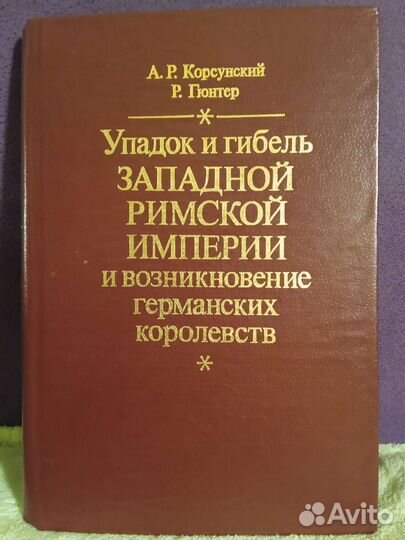 А. Р. Корсунский
Р. Гюнтер
*
Упадок и гибель
ЗАПАДНОЙ
РИМСКОЙ
ИМПЕРИИ
и возникновение
германских
королевств
*
Avito